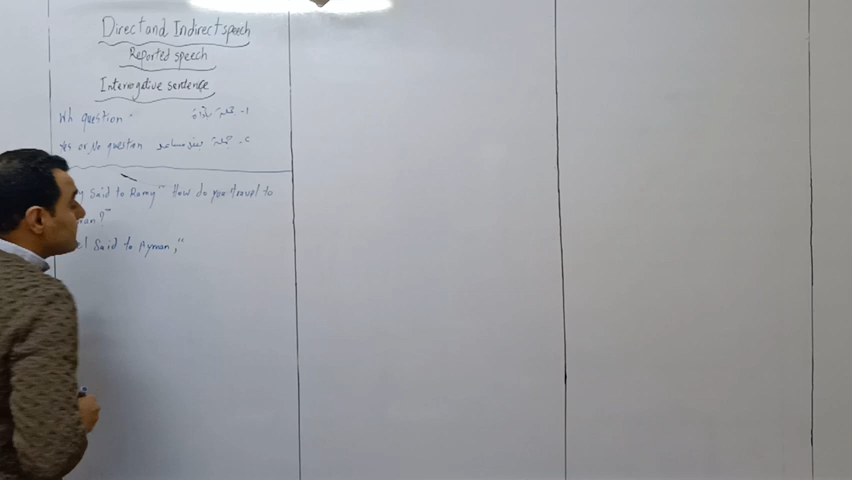 Direct and Indirect speech
Reported speech
Interrogative sentence
Wh question
yes or No question
Said to Ramy " How do you travel to
?"
Said to Ayman, "